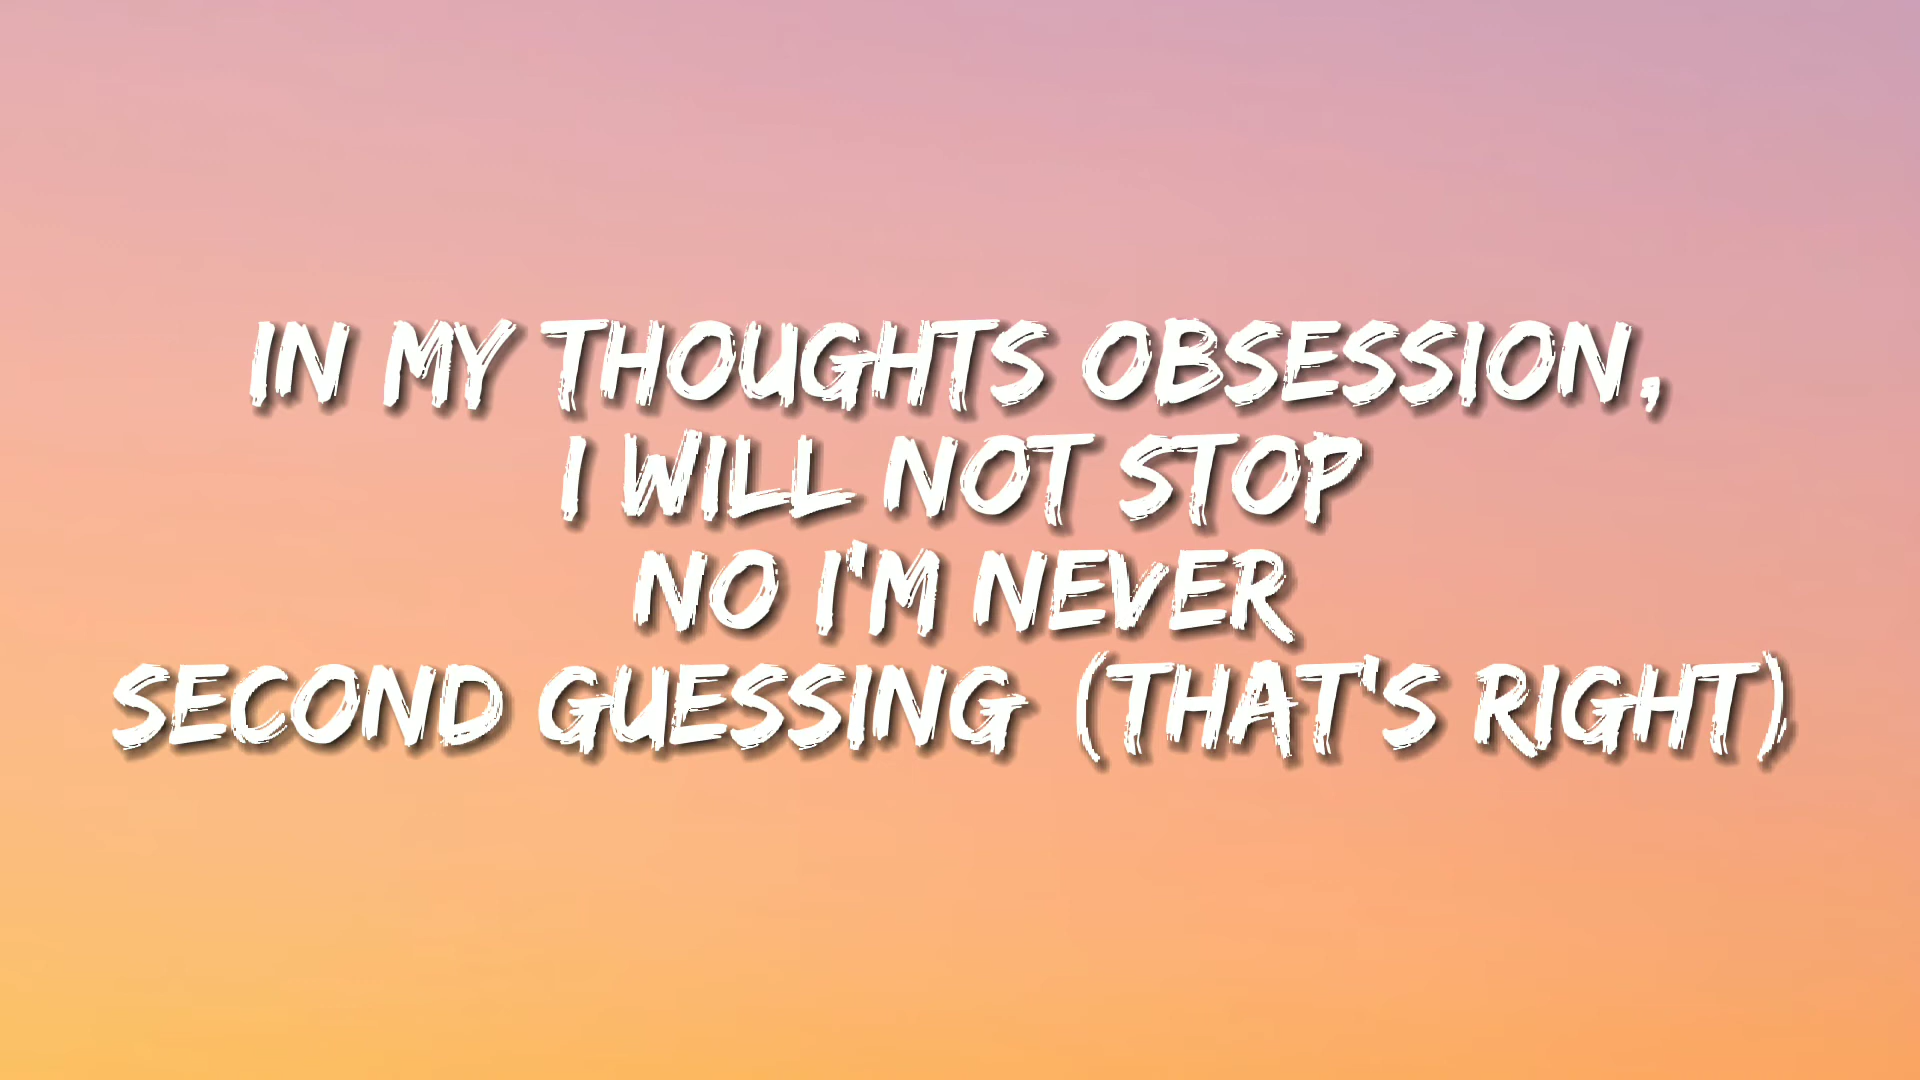 IN MY THOUGHTS OBSESSION,
I WILL NOT STOP
NO I'M NEVER
SECOND GUESSING (THAT'S RIGHT)